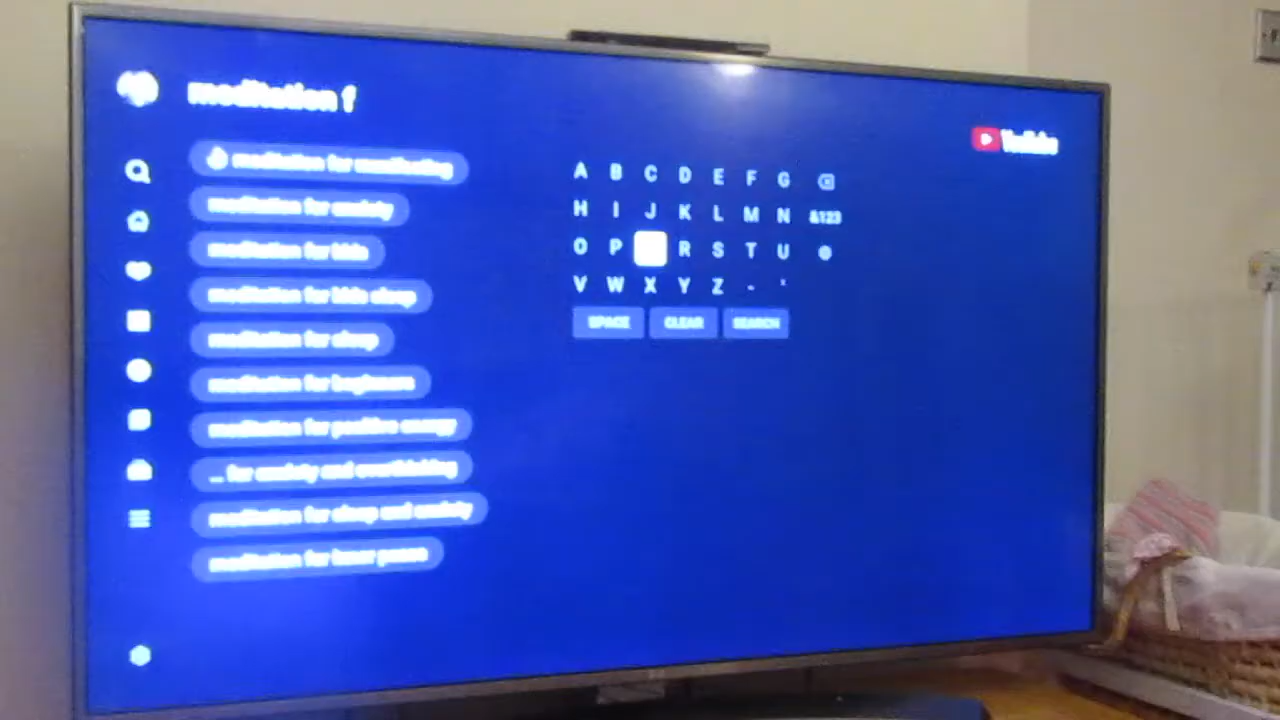 meditation f
YouTube
meditation for manifesting
meditation for anxiety
meditation for kids
meditation for kids sleep
meditation for sleep
meditation for beginners
meditation for positive energy
... for anxiety and overthinking
meditation for sleep and anxiety
meditation for inner peace
A B C D E F G
H I J K L M N &123
O P R S T U
V W X Y Z - '
SPACE CLEAR SEARCH